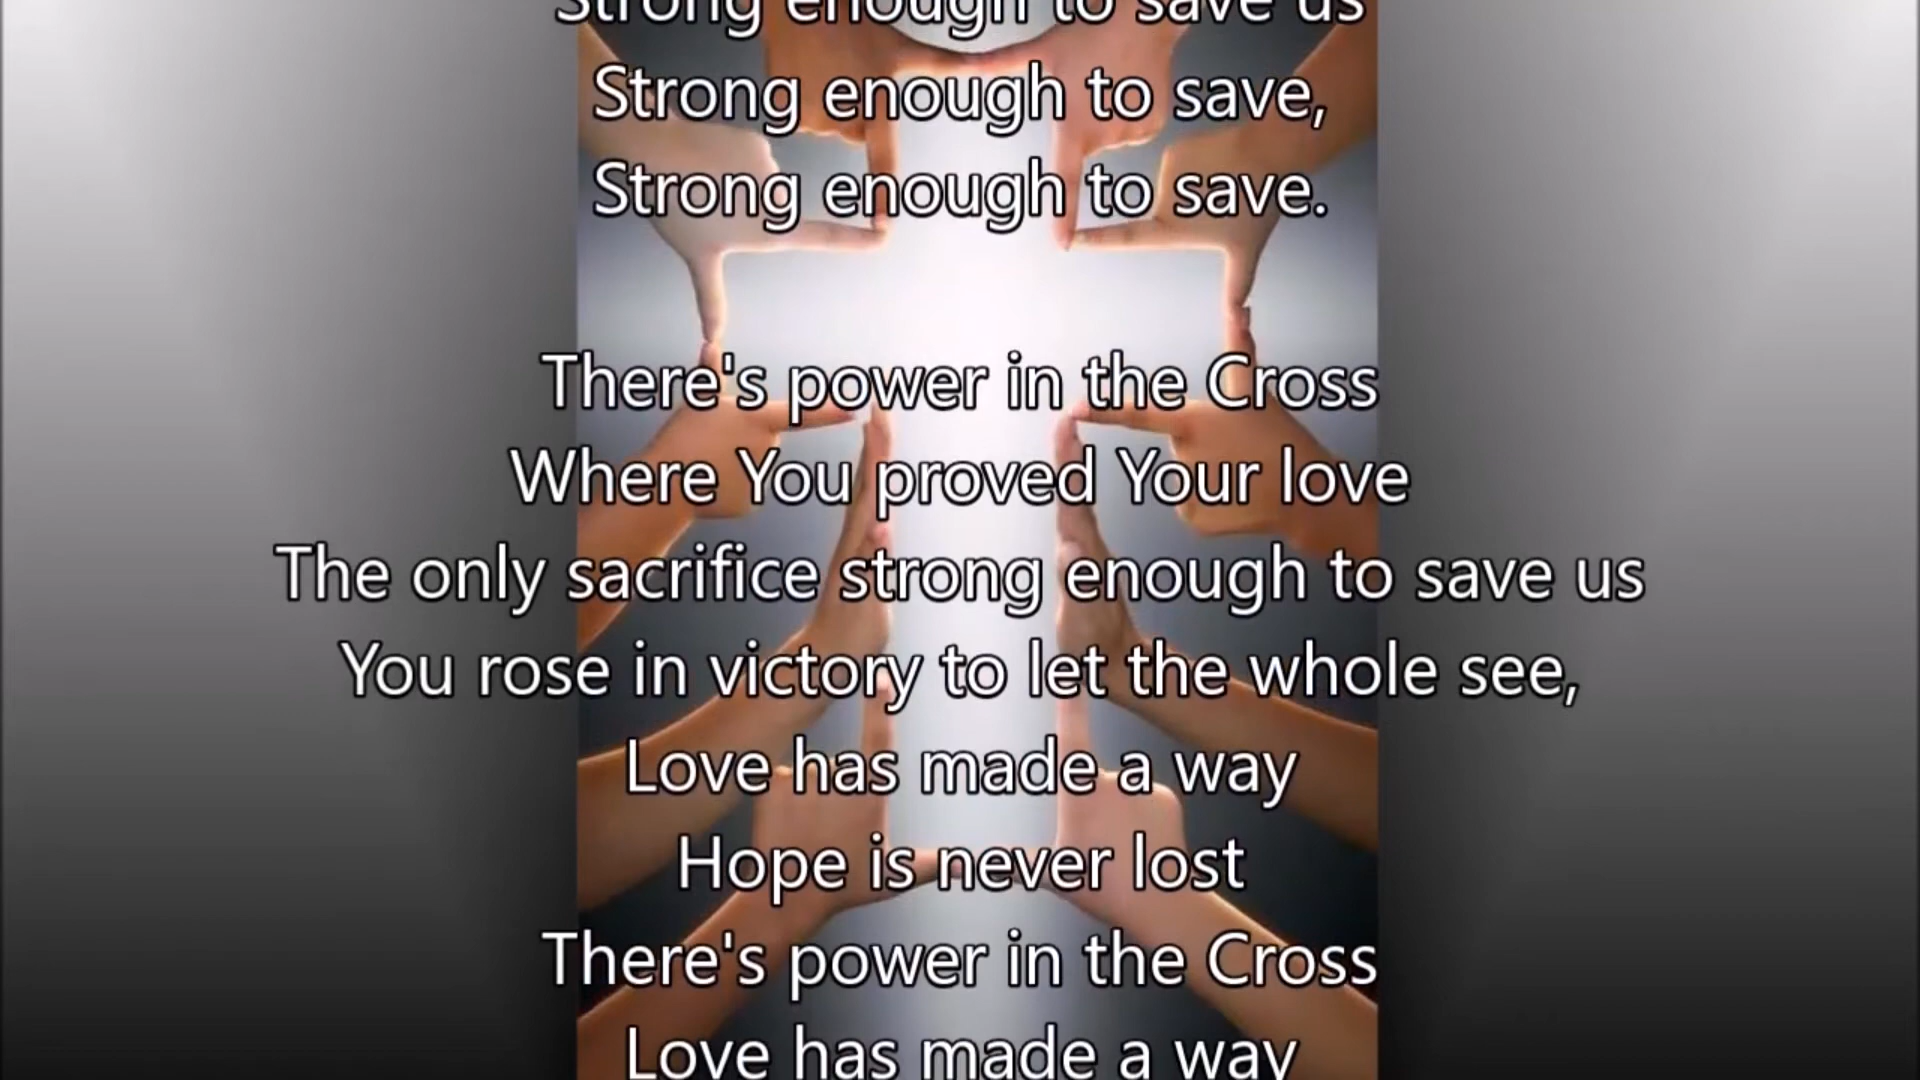 Strong enough to save us
Strong enough to save,
Strong enough to save.
There's power in the Cross
Where You proved Your love
The only sacrifice strong enough to save us
You rose in victory to let the whole see,
Love has made a way
Hope is never lost
There's power in the Cross
Love has made a way